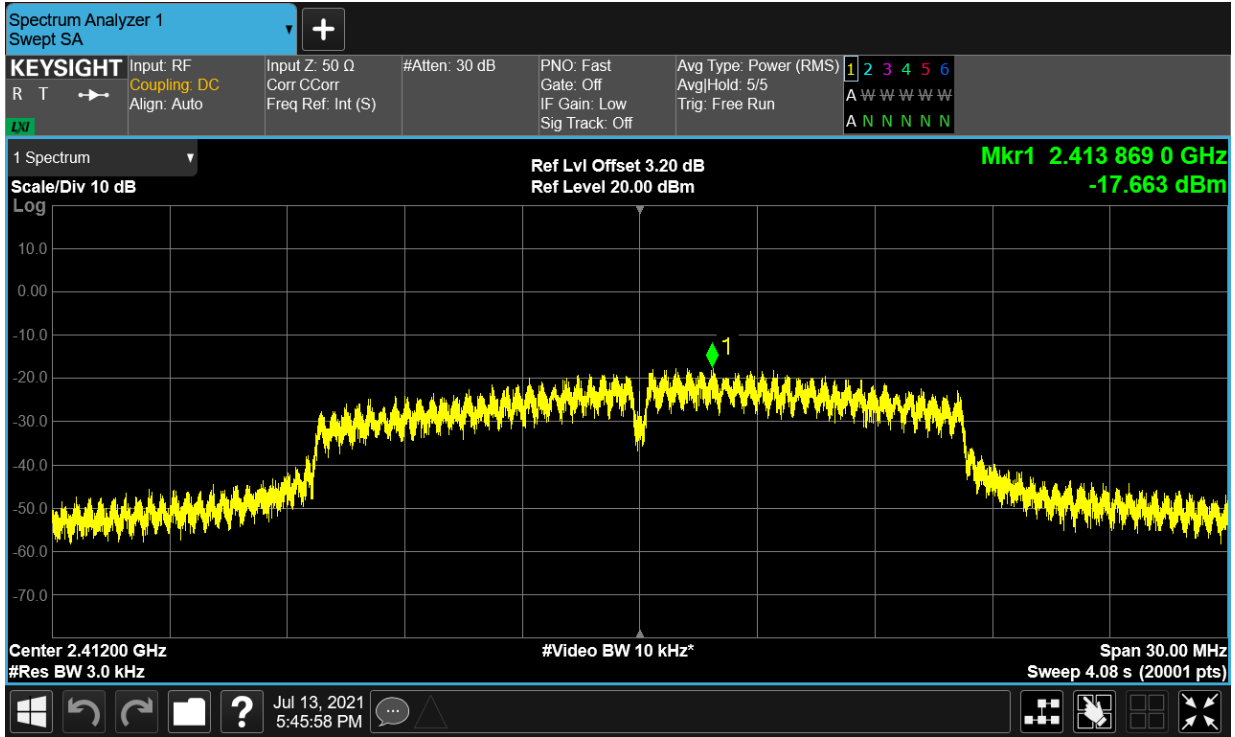 Spectrum Analyzer 1
Swept SA
+
KEYSIGHT
R T
LXI
Input: RF
Coupling: DC
Align: Auto
Input Z: 50 Ω
Corr CCorr
Freq Ref: Int (S)
#Atten: 30 dB
PNO: Fast
Gate: Off
IF Gain: Low
Sig Track: Off
Avg Type: Power (RMS)
Avg|Hold: 5/5
Trig: Free Run
1 2 3 4 5 6
A W W W W W
A N N N N N
1 Spectrum
Scale/Div 10 dB
Log
Ref Lvl Offset 3.20 dB
Ref Level 20.00 dBm
Mkr1 2.413 869 0 GHz
-17.663 dBm
10.0
0.00
-10.0
-20.0
-30.0
-40.0
-50.0
-60.0
-70.0
1
Center 2.41200 GHz
#Res BW 3.0 kHz
#Video BW 10 kHz*
Span 30.00 MHz
Sweep 4.08 s (20001 pts)
?
Jul 13, 2021
5:45:58 PM